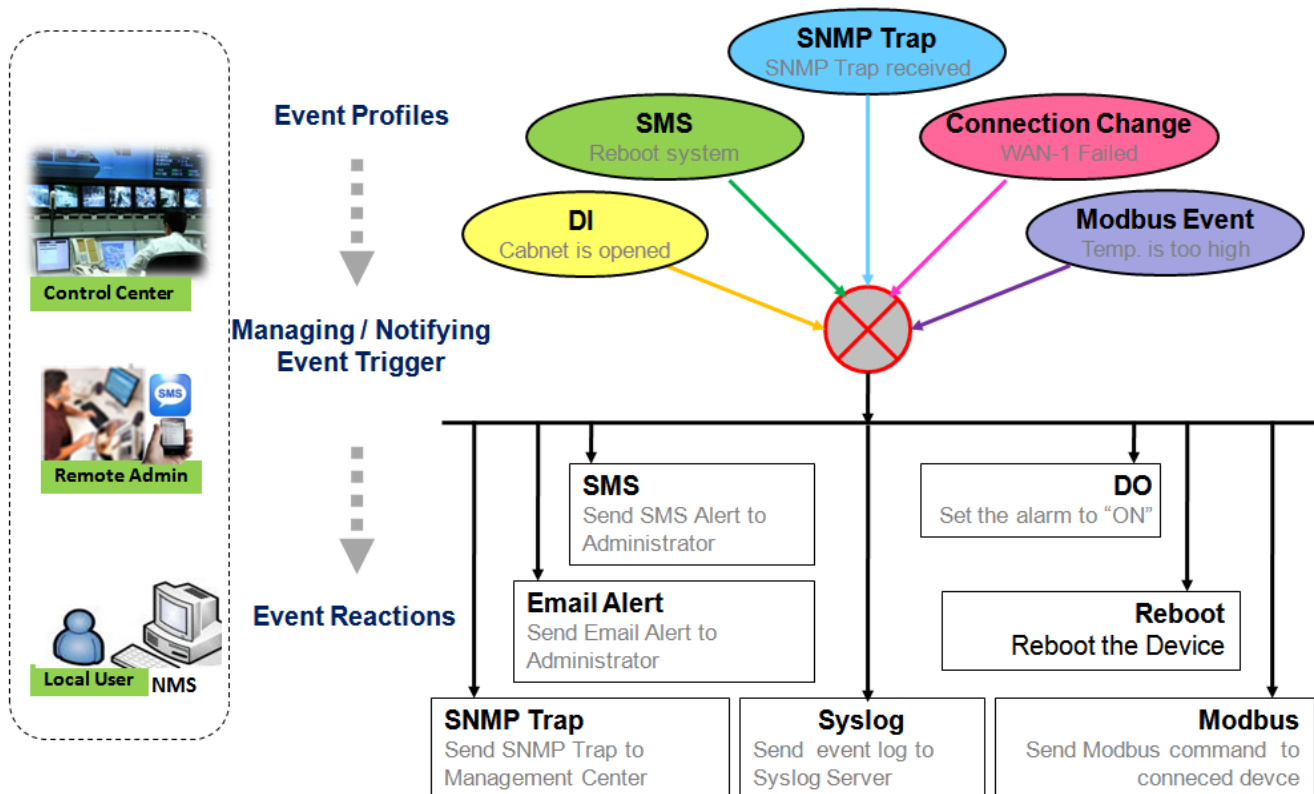 SNMP Trap
SNMP Trap received
Event Profiles
SMS
Reboot system
Connection Change
WAN-1 Failed
DI
Cabnet is opened
Modbus Event
Temp. is too high
Control Center
Managing / Notifying
Event Trigger
SMS
Remote Admin
SMS
Send SMS Alert to
Administrator
DO
Set the alarm to “ON”
Event Reactions
Email Alert
Send Email Alert to
Administrator
Reboot
Reboot the Device
Local User
NMS
SNMP Trap
Send SNMP Trap to
Management Center
Syslog
Send event log to
Syslog Server
Modbus
Send Modbus command to
conneced devce